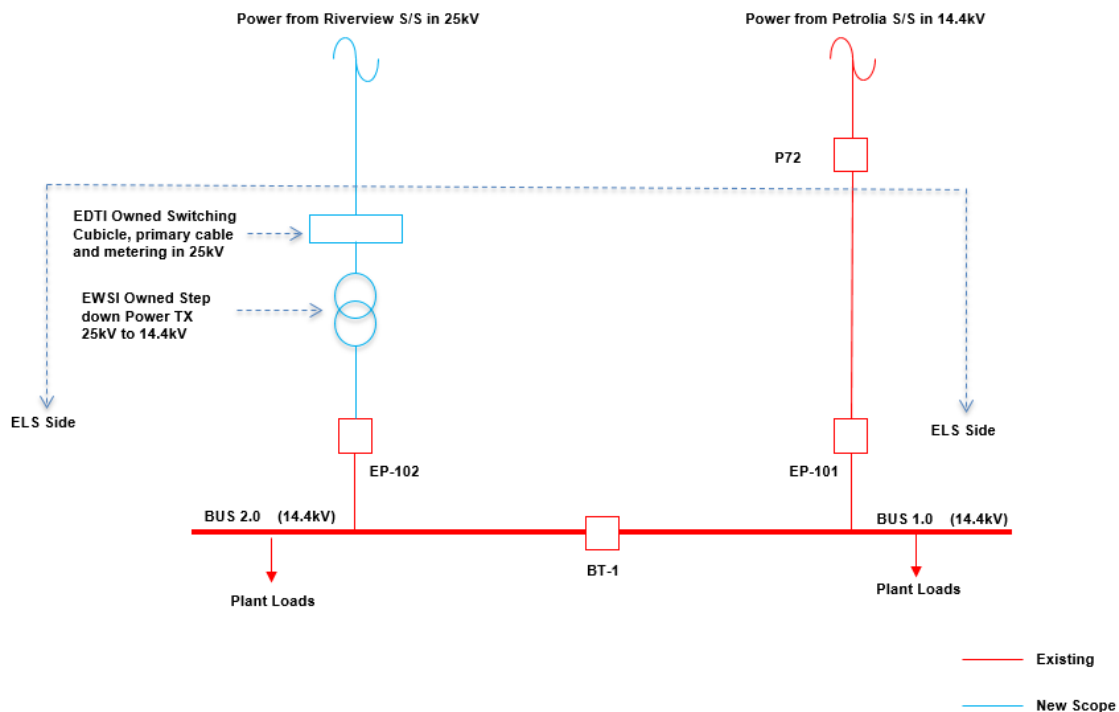 Power from Riverview S/S in 25kV
Power from Petrolia S/S in 14.4kV
P72
EDTI Owned Switching
Cubicle, primary cable
and metering in 25kV
EWSI Owned Step
down Power TX
25kV to 14.4kV
ELS Side
ELS Side
EP-102
EP-101
BUS 2.0 (14.4kV)
BUS 1.0 (14.4kV)
BT-1
Plant Loads
Plant Loads
Existing
New Scope